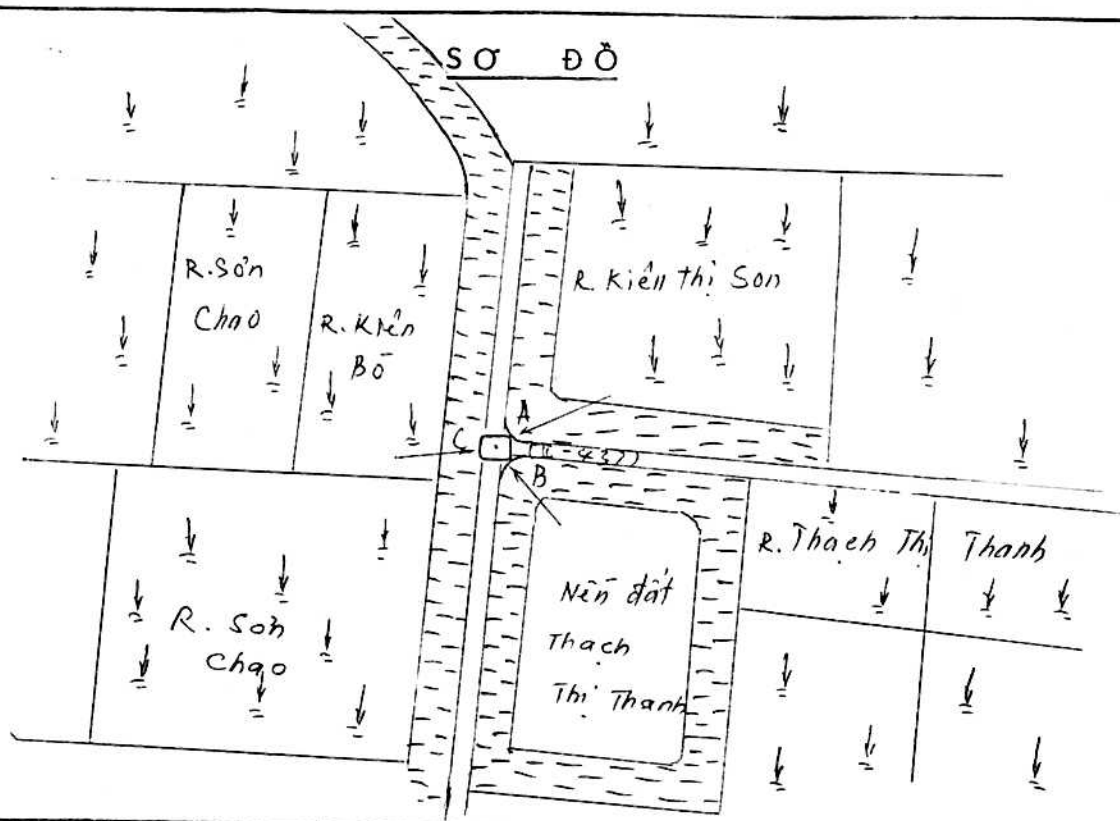 SƠ ĐỒ
R. Sơn
Chao
R. Kiên
Bô
R. Kiên thị Son
A
C
B
R. Sơn
Chao
Nền đất
Thạch
Thị Thanh
R. Thạch Thị Thanh